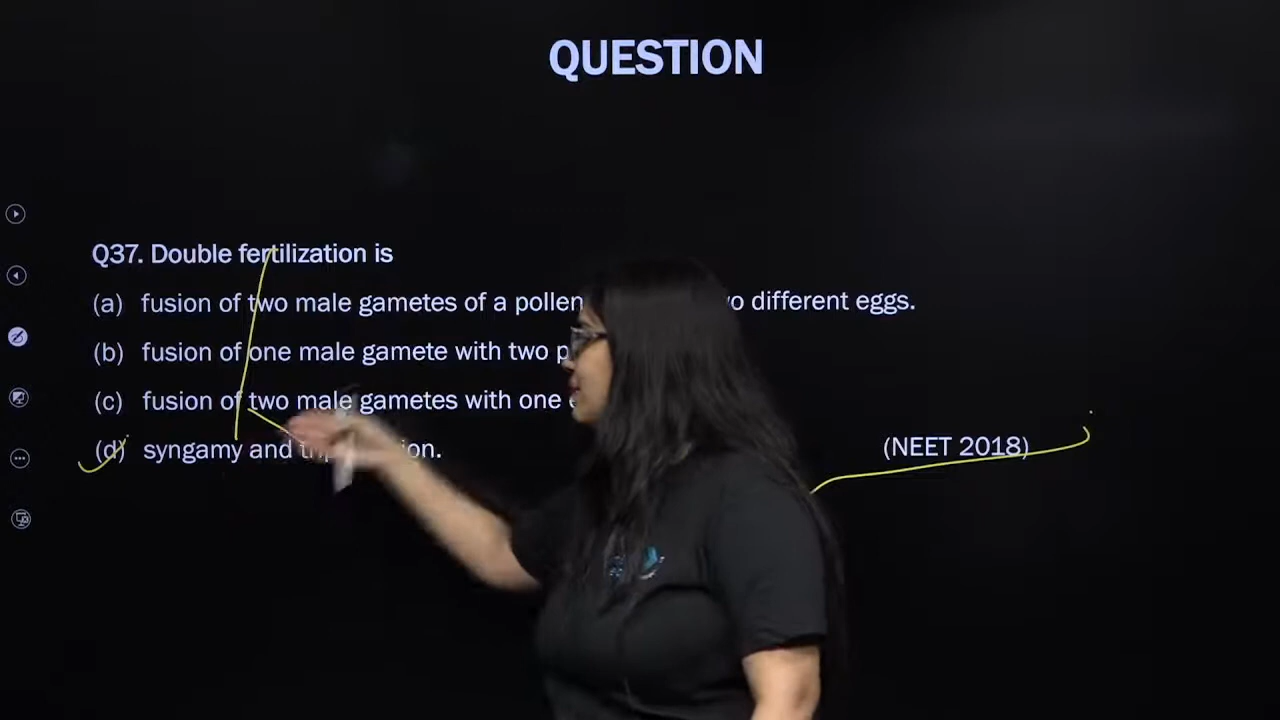 QUESTION
Q37. Double fertilization is
(a) fusion of two male gametes of a pollen two different eggs.
(b) fusion of one male gamete with two
(c) fusion of two male gametes with one
(d) syngamy and
(NEET 2018)